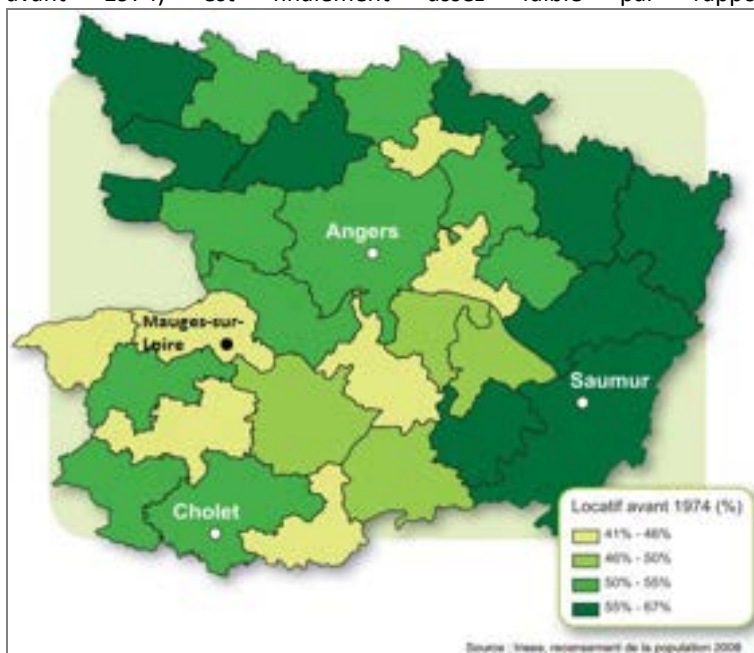 avant 1974) est finalement assez faible par rappo
Angers
Mauges-sur-
Loire
Saumur
Cholet
Locatif avant 1974 (%)
41% - 46%
46% - 50%
50% - 55%
55% - 67%
Source : Insee, recensement de la population 2008